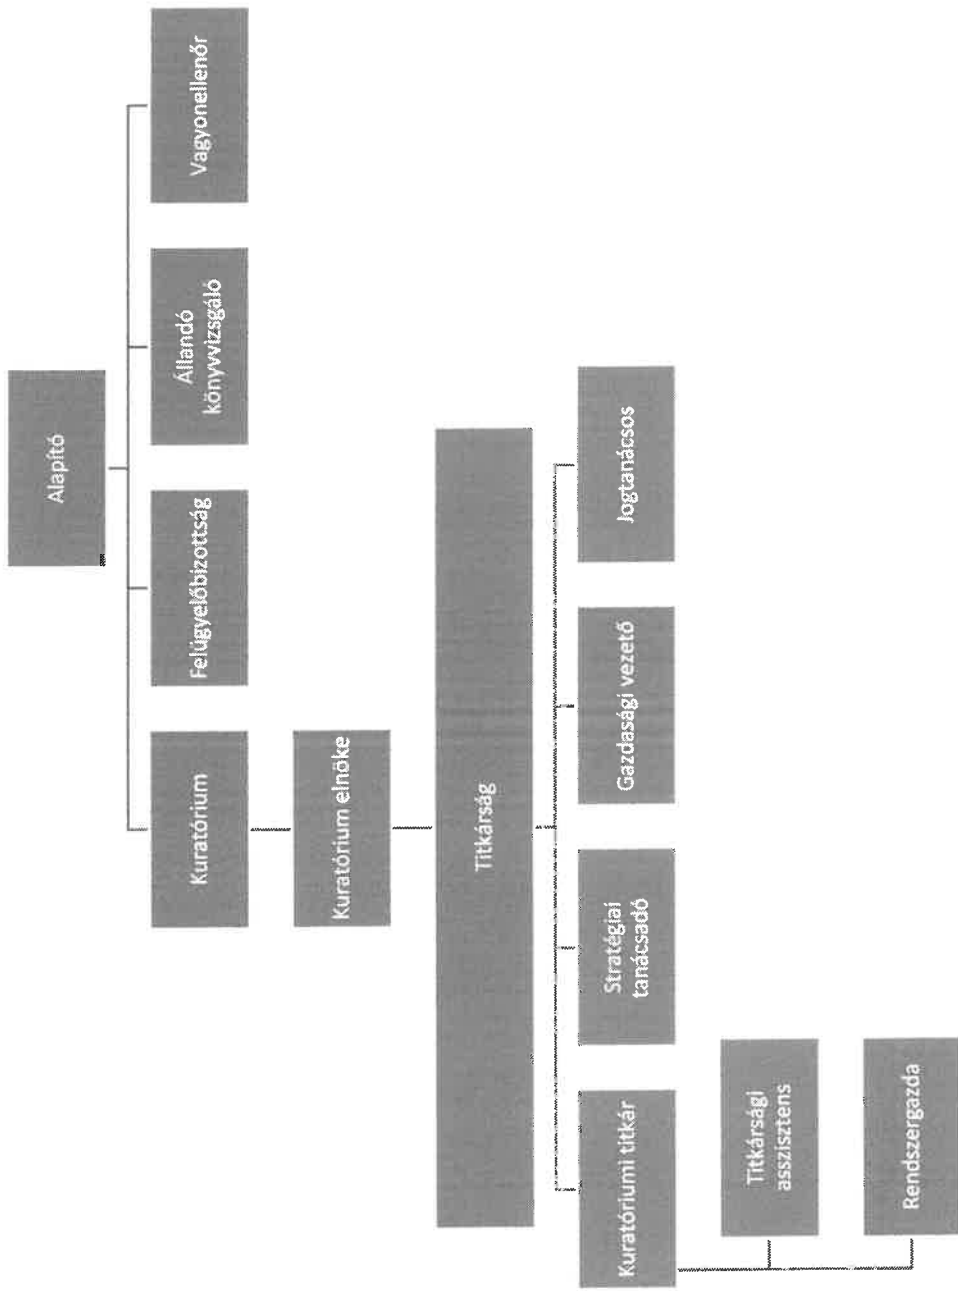 Alapító
Kuratórium
Felügyelőbizottság
Állandó
könyvvizsgáló
Vagyonellenőr
Kuratórium elnöke
Titkárság
Kuratóriumi titkár
Stratégiai
tanácsadó
Gazdasági vezető
Jogtanácsos
Titkársági
asszisztens
Rendszergazda